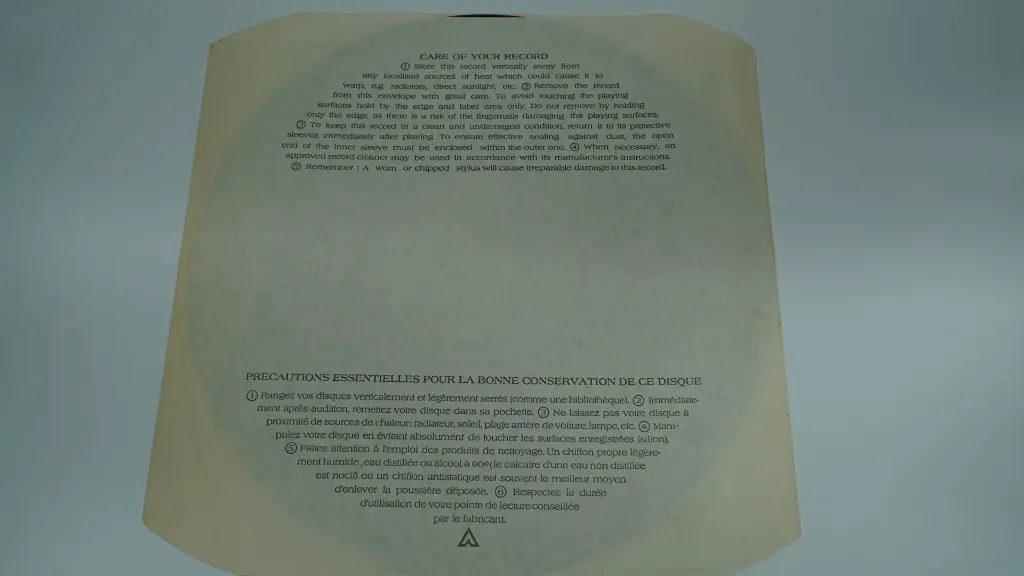 CARE OF YOUR RECORD
① Store this record vertically away from
any localised sources of heat which could cause it to
warp, e.g. radiators, direct sunlight, etc. ② Remove the record
from this envelope with great care. To avoid touching the playing
surfaces hold by the edge and label area only. Do not remove by holding
only the edge, as there is a risk of the fingernails damaging the playing surfaces.
③ To keep this record in a clean and undamaged condition, return it to its protective
sleeves immediately after playing. To ensure effective sealing against dust, the open
end of the inner sleeve must be enclosed within the outer one. ④ When necessary, an
approved record cleaner may be used in accordance with its manufacturer's instructions.
⑤ Remember : A worn or chipped stylus will cause irreparable damage to this record.
PRECAUTIONS ESSENTIELLES POUR LA BONNE CONSERVATION DE CE DISQUE
① Rangez vos disques verticalement et légèrement serrés (comme une bibliothèque). ② Immédiate-
ment après audition, remettez votre disque dans sa pochette. ③ Ne laissez pas votre disque à
proximité de sources de chaleur: radiateur, soleil, plage arrière de voiture, lampe, etc. ④ Mani-
pulez votre disque en évitant absolument de toucher les surfaces enregistrées (sillon).
⑤ Faites attention à l'emploi des produits de nettoyage. Un chiffon propre légère-
ment humide, eau distillée ou alcool à 90° (le calcaire d'une eau non distillée
est nocif) ou un chiffon antistatique est souvent le meilleur moyen
d'enlever la poussière déposée. ⑥ Respectez la durée
d'utilisation de votre pointe de lecture conseillée
par le fabricant.